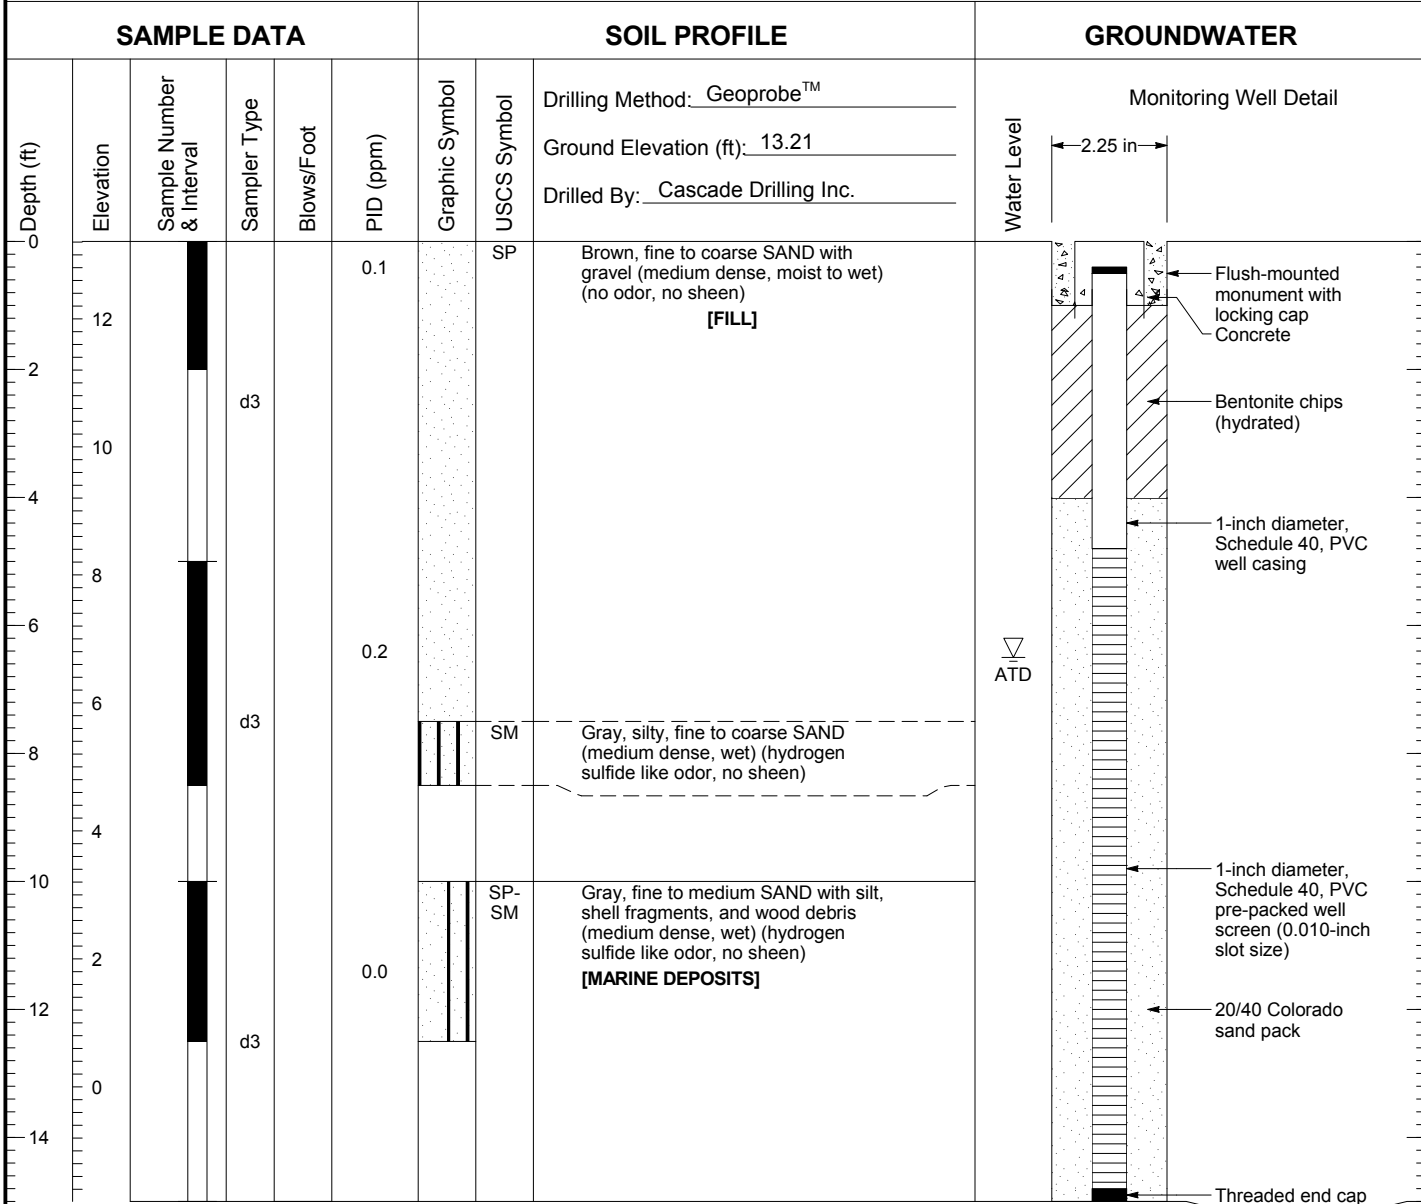 SAMPLE DATA
SOIL PROFILE
GROUNDWATER
Depth (ft)
Elevation
Sample Number
& Interval
Sampler Type
Blows/Foot
PID (ppm)
Graphic Symbol
USCS Symbol
Drilling Method: Geoprobe™
Ground Elevation (ft): 13.21
Drilled By: Cascade Drilling Inc.
Water Level
Monitoring Well Detail
2.25 in
0
2
4
6
8
10
12
14
12
10
8
6
4
2
0
d3
d3
d3
0.1
0.2
0.0
SP
Brown, fine to coarse SAND with
gravel (medium dense, moist to wet)
(no odor, no sheen)
[FILL]
SM
Gray, silty, fine to coarse SAND
(medium dense, wet) (hydrogen
sulfide like odor, no sheen)
SP-
SM
Gray, fine to medium SAND with silt,
shell fragments, and wood debris
(medium dense, wet) (hydrogen
sulfide like odor, no sheen)
[MARINE DEPOSITS]
ATD
Flush-mounted
monument with
locking cap
Concrete
Bentonite chips
(hydrated)
1-inch diameter,
Schedule 40, PVC
well casing
1-inch diameter,
Schedule 40, PVC
pre-packed well
screen (0.010-inch
slot size)
20/40 Colorado
sand pack
Threaded end cap